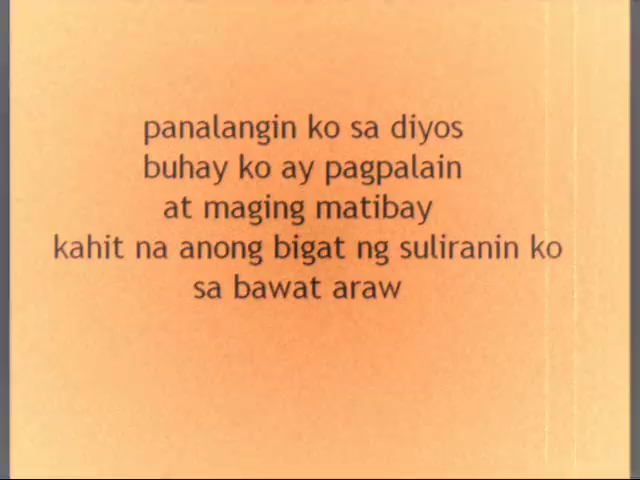 panalangin ko sa diyos
buhay ko ay pagpalain
at maging matibay
kahit na anong bigat ng suliranin ko
sa bawat araw